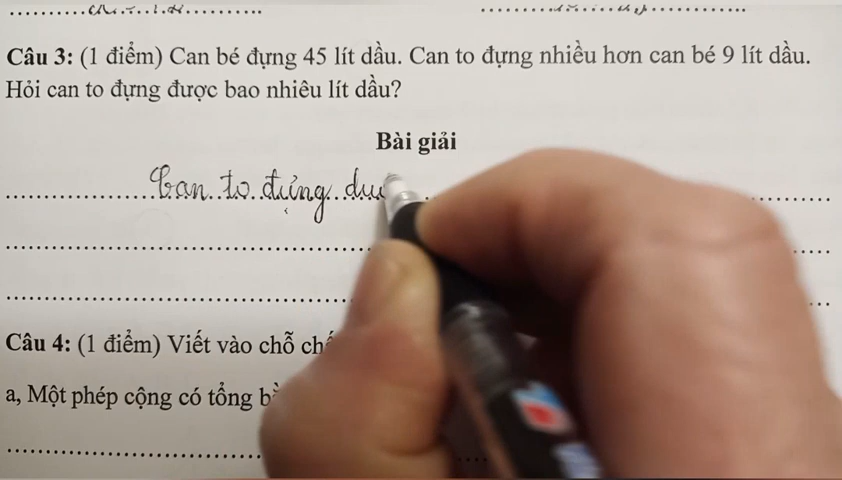 Câu 3: (1 điểm) Can bé đựng 45 lít dầu. Can to đựng nhiều hơn can bé 9 lít dầu.
Hỏi can to đựng được bao nhiêu lít dầu?
Bài giải
Can to đựng
Câu 4: (1 điểm) Viết vào chỗ
a, Một phép cộng có tổng